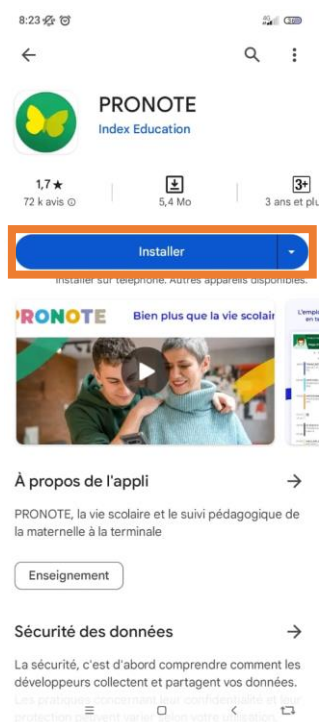 8:23
PRONOTE
Index Education
1,7★
72 k avis
5,4 Mo
3+
3 ans et plu
Installer
Installer sur téléphone. Autres appareils disponibles.
PRONOTE
Bien plus que la vie scolair
À propos de l'appli
PRONOTE, la vie scolaire et le suivi pédagogique de
la maternelle à la terminale
Enseignement
Sécurité des données
La sécurité, c'est d'abord comprendre comment les
développeurs collectent et partagent vos données.
Les pratiques concernant leur confidentialité et leur
protection peuvent varier selon votre utilisation,